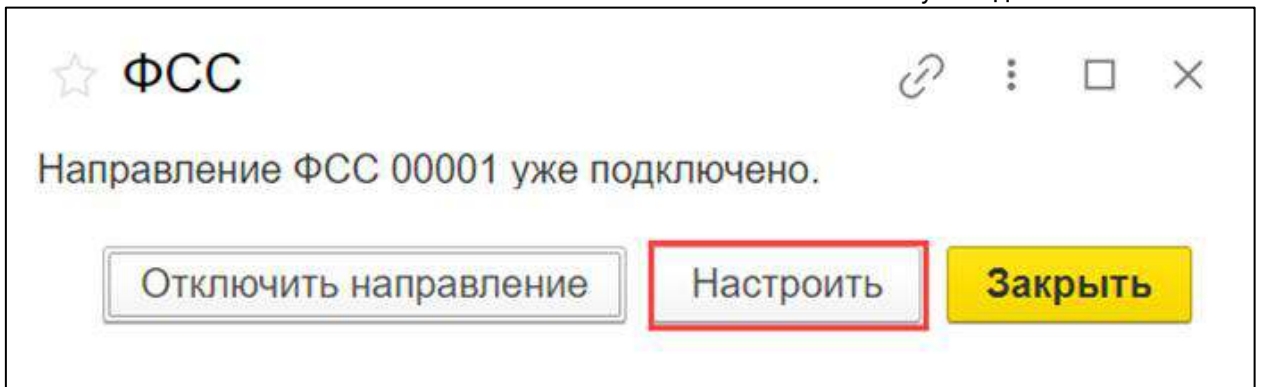 ФСС
Направление ФСС 00001 уже подключено.
Отключить направление Настроить Закрыть